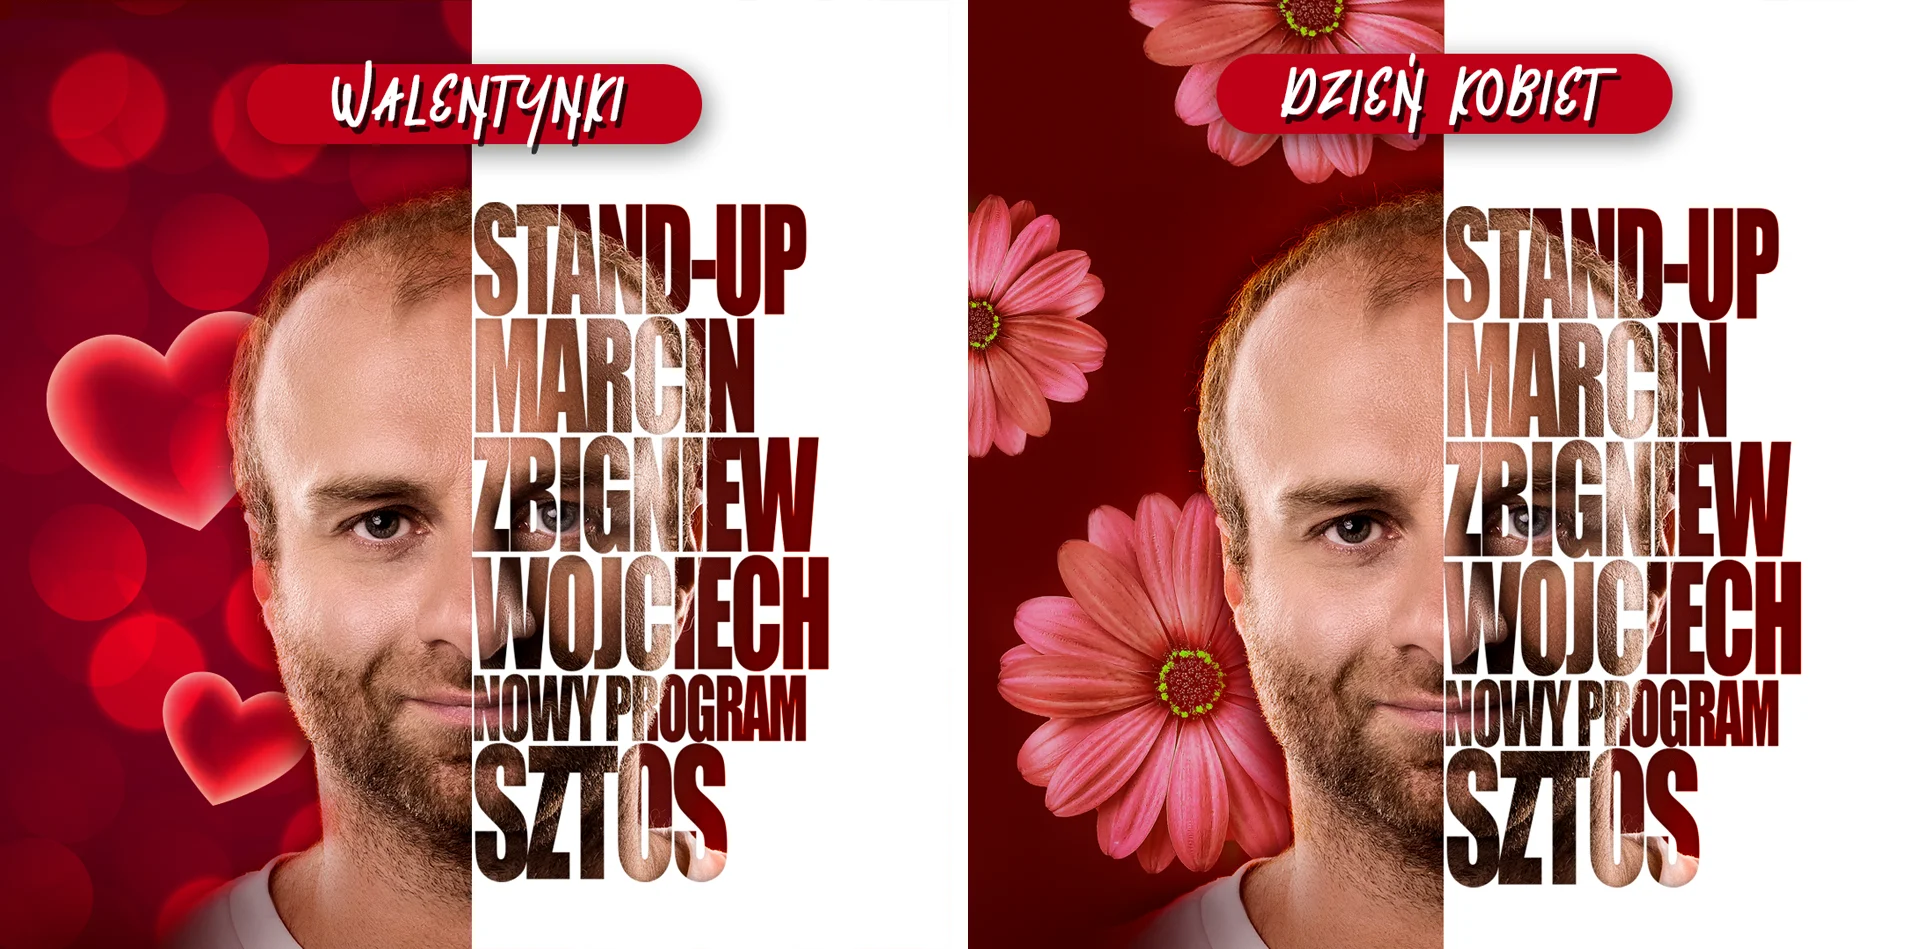 WALENTYNKI
STAND-UP
MARCIN
ZBIGNIEW
WOJCIECH
NOWY PROGRAM
SZTOS
DZIEŃ KOBIET
STAND-UP
MARCIN
ZBIGNIEW
WOJCIECH
NOWY PROGRAM
SZTOS